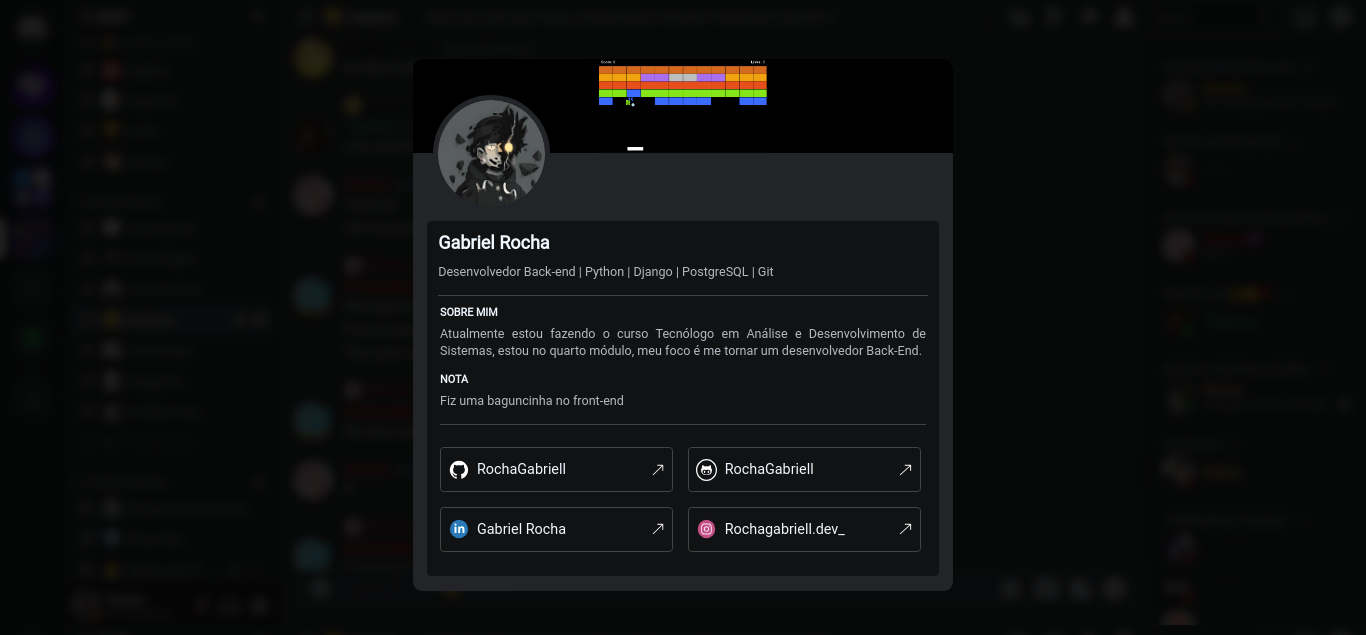 Gabriel Rocha
Desenvolvedor Back-end | Python | Django | PostgreSQL | Git
SOBRE MIM
Atualmente estou fazendo o curso Tecnólogo em Análise e Desenvolvimento de
Sistemas, estou no quarto módulo, meu foco é me tornar um desenvolvedor Back-End.
NOTA
Fiz uma baguncinha no front-end
RochaGabriell
RochaGabriell
in Gabriel Rocha
Rochagabriell.dev_